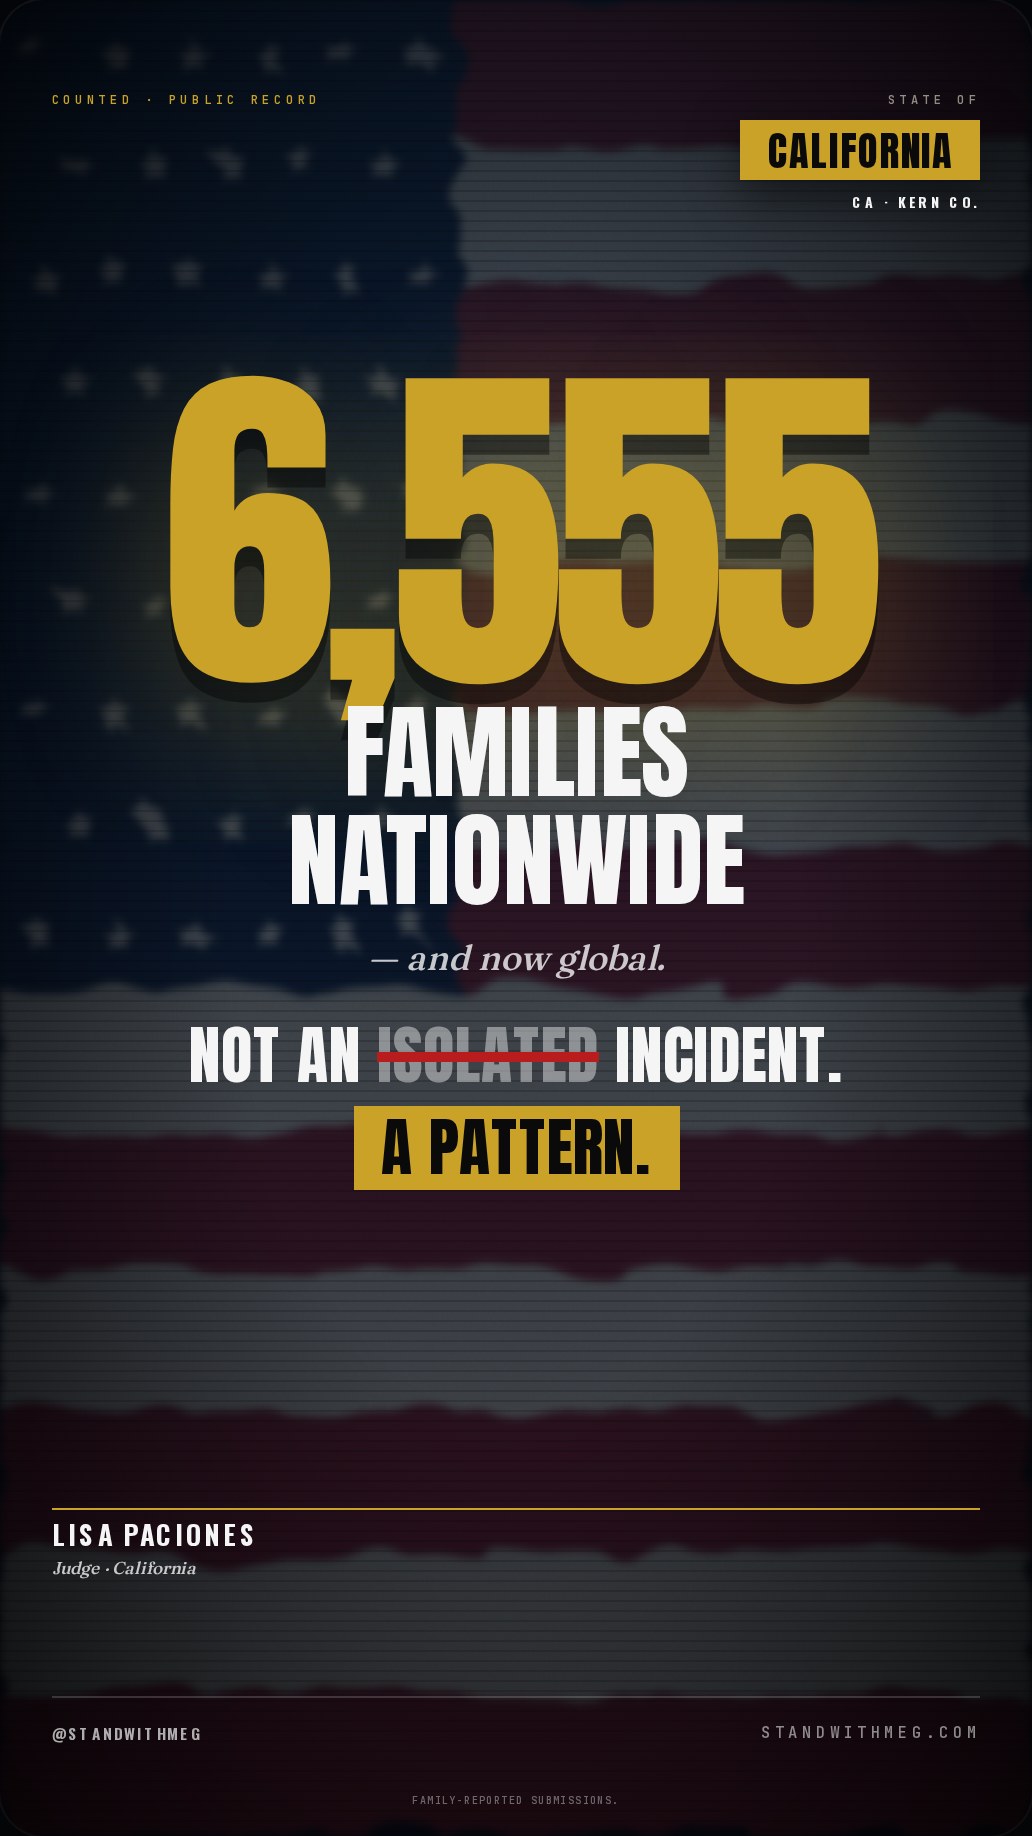 COUNTED · PUBLIC RECORD
STATE OF
CALIFORNIA
CA · KERN CO.
6,555
FAMILIES
NATIONWIDE
— and now global.
NOT AN ISOLATED INCIDENT.
A PATTERN.
LISA PACIONES
Judge · California
@STANDWITHMEG
STANDWITHMEG.COM
FAMILY-REPORTED SUBMISSIONS.